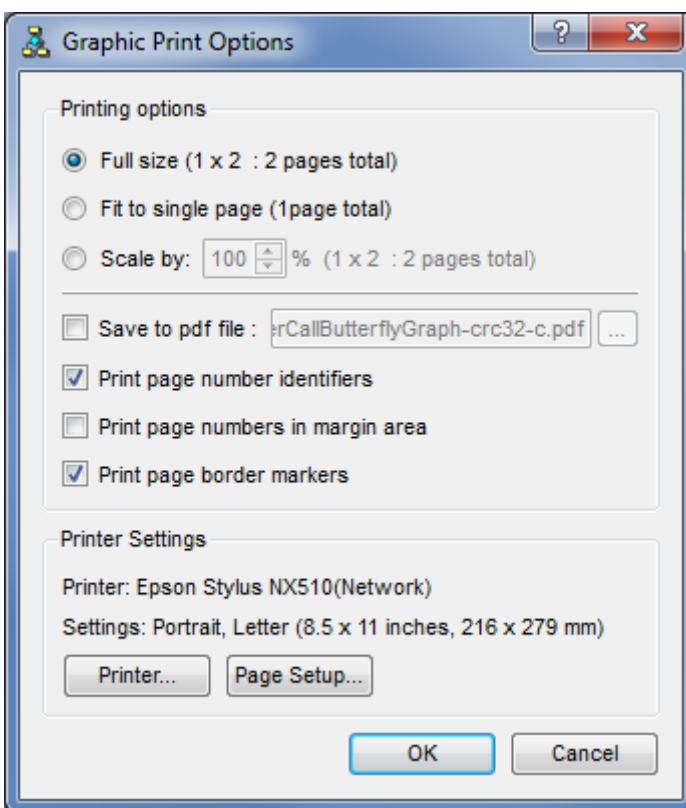 Graphic Print Options
Printing options
Full size (1 x 2 : 2 pages total)
Fit to single page (1page total)
Scale by: 100 % (1 x 2 : 2 pages total)
Save to pdf file : erCallButterflyGraph-crc32-c.pdf ...
Print page number identifiers
Print page numbers in margin area
Print page border markers
Printer Settings
Printer: Epson Stylus NX510(Network)
Settings: Portrait, Letter (8.5 x 11 inches, 216 x 279 mm)
Printer... Page Setup...
OK Cancel